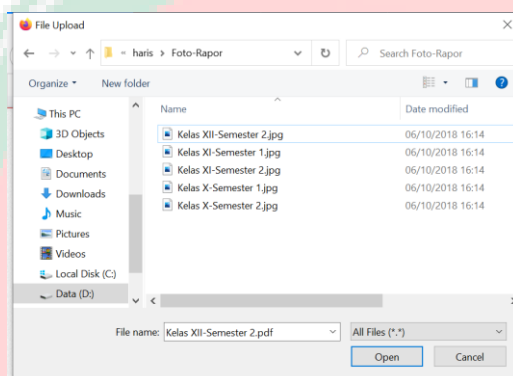 File Upload
« haris > Foto-Rapor
Search Foto-Rapor
Organize New folder
This PC
3D Objects
Desktop
Documents
Downloads
Music
Pictures
Videos
Local Disk (C:)
Data (D:)
Name Date modified
Kelas XII-Semester 2.jpg 06/10/2018 16:14
Kelas XI-Semester 1.jpg 06/10/2018 16:14
Kelas XI-Semester 2.jpg 06/10/2018 16:14
Kelas X-Semester 1.jpg 06/10/2018 16:14
Kelas X-Semester 2.jpg 06/10/2018 16:14
File name: Kelas XII-Semester 2.pdf All Files (*.*)
Open Cancel